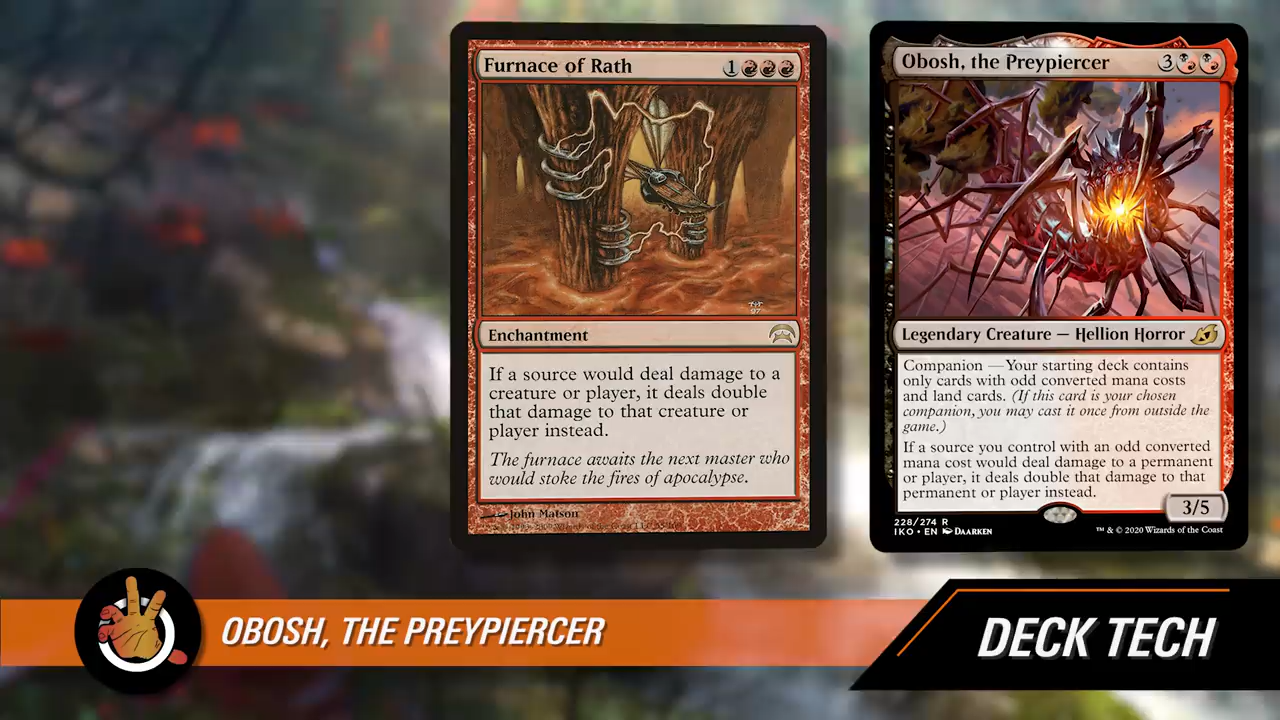 Furnace of Rath
1
Enchantment
If a source would deal damage to a
creature or player, it deals double
that damage to that creature or
player instead.
The furnace awaits the next master who
would stoke the fires of apocalypse.
John Matson
Obosh, the Preypiercer
3
Legendary Creature — Hellion Horror
Companion — Your starting deck contains
only cards with odd converted mana costs
and land cards. (If this card is your chosen
companion, you may cast it once from outside the
game.)
If a source you control with an odd converted
mana cost would deal damage to a permanent
or player, it deals double that damage to that
permanent or player instead.
3/5
228/274 R
IKO • EN DAARKEN
™ & © 2020 Wizards of the Coast
OBOSH, THE PREYPIERCER
DECK TECH